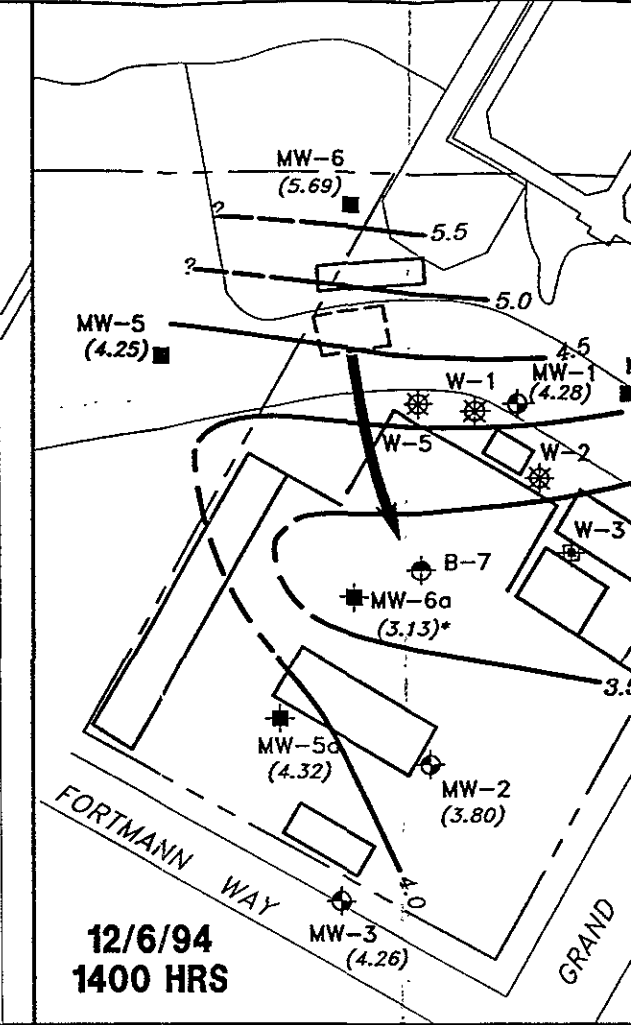 MW-6
(5.69)
?
5.5
?
5.0
MW-5
(4.25)
4.5
MW-1
(4.28)
W-1
W-5
W-2
W-3
B-7
MW-6a
(3.13)*
3.5
MW-5a
(4.32)
MW-2
(3.80)
4.0
FORTMANN WAY
MW-3
(4.26)
GRAND
12/6/94
1400 HRS